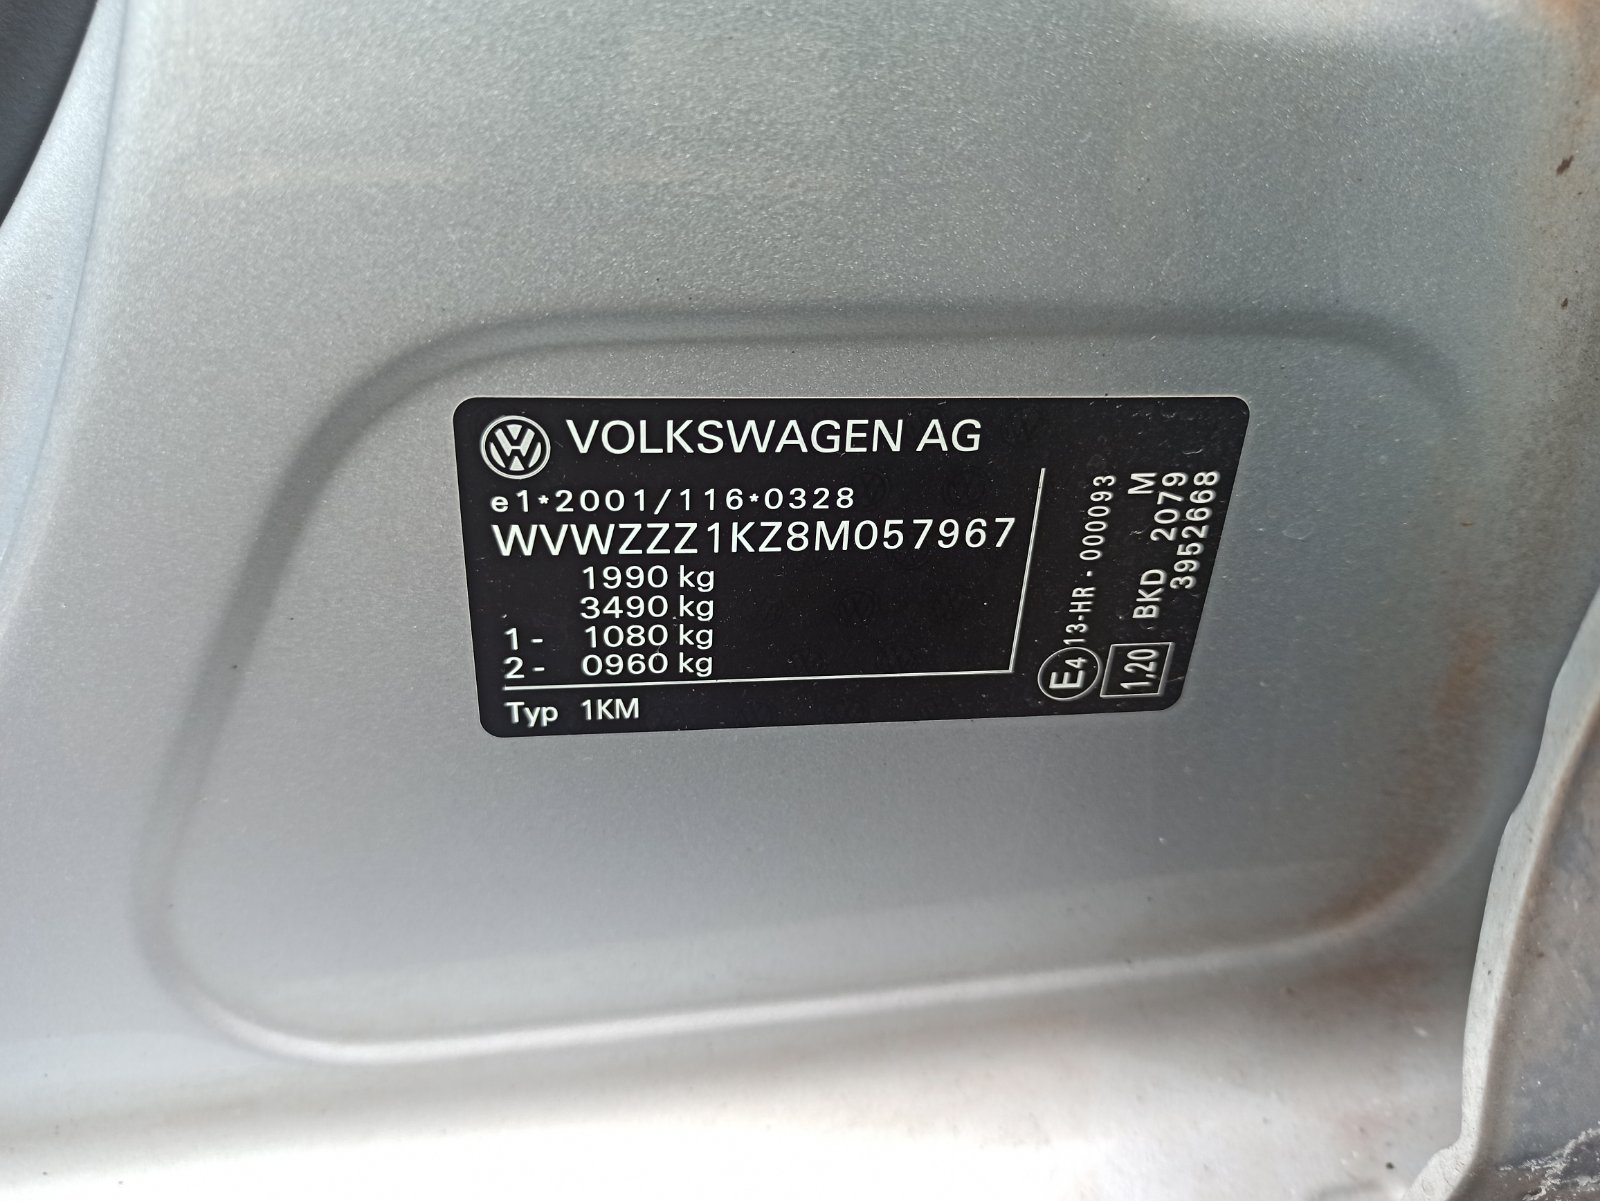 VOLKSWAGEN AG
e1*2001/116*0328
WVWZZZ1KZ8M057967
1990 kg
3490 kg
1 - 1080 kg
2 - 0960 kg
Typ 1KM
E4 13-HR - 000093
1,20 BKD 2079 M
3952668